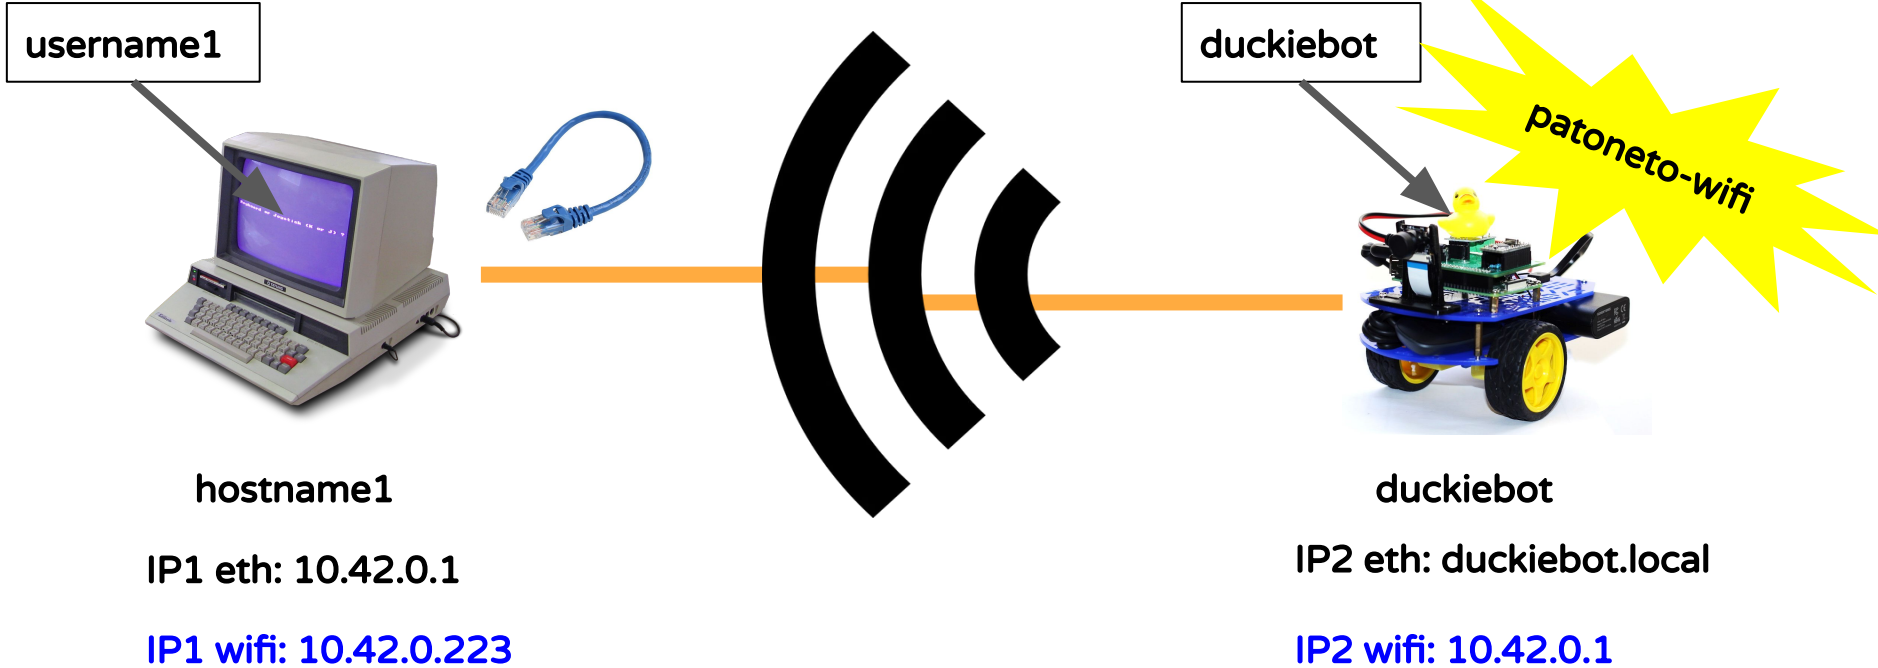 username1
duckiebot
patoneto-wifi
hostname1
duckiebot
IP1 eth: 10.42.0.1
IP2 eth: duckiebot.local
IP1 wifi: 10.42.0.223
IP2 wifi: 10.42.0.1